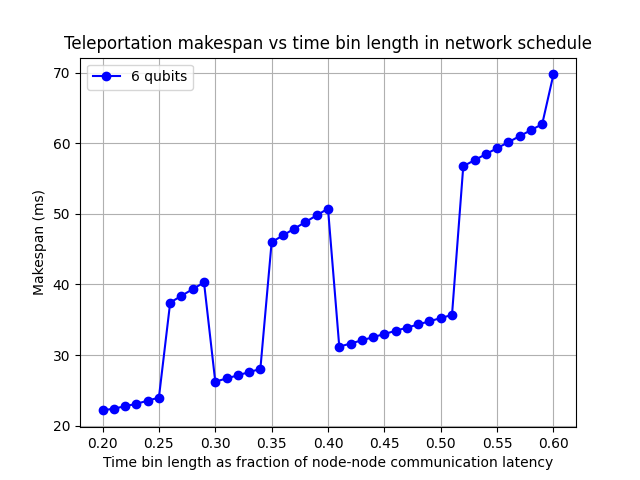 Teleportation makespan vs time bin length in network schedule
6 qubits
Makespan (ms)
70
60
50
40
30
20
0.20 0.25 0.30 0.35 0.40 0.45 0.50 0.55 0.60
Time bin length as fraction of node-node communication latency